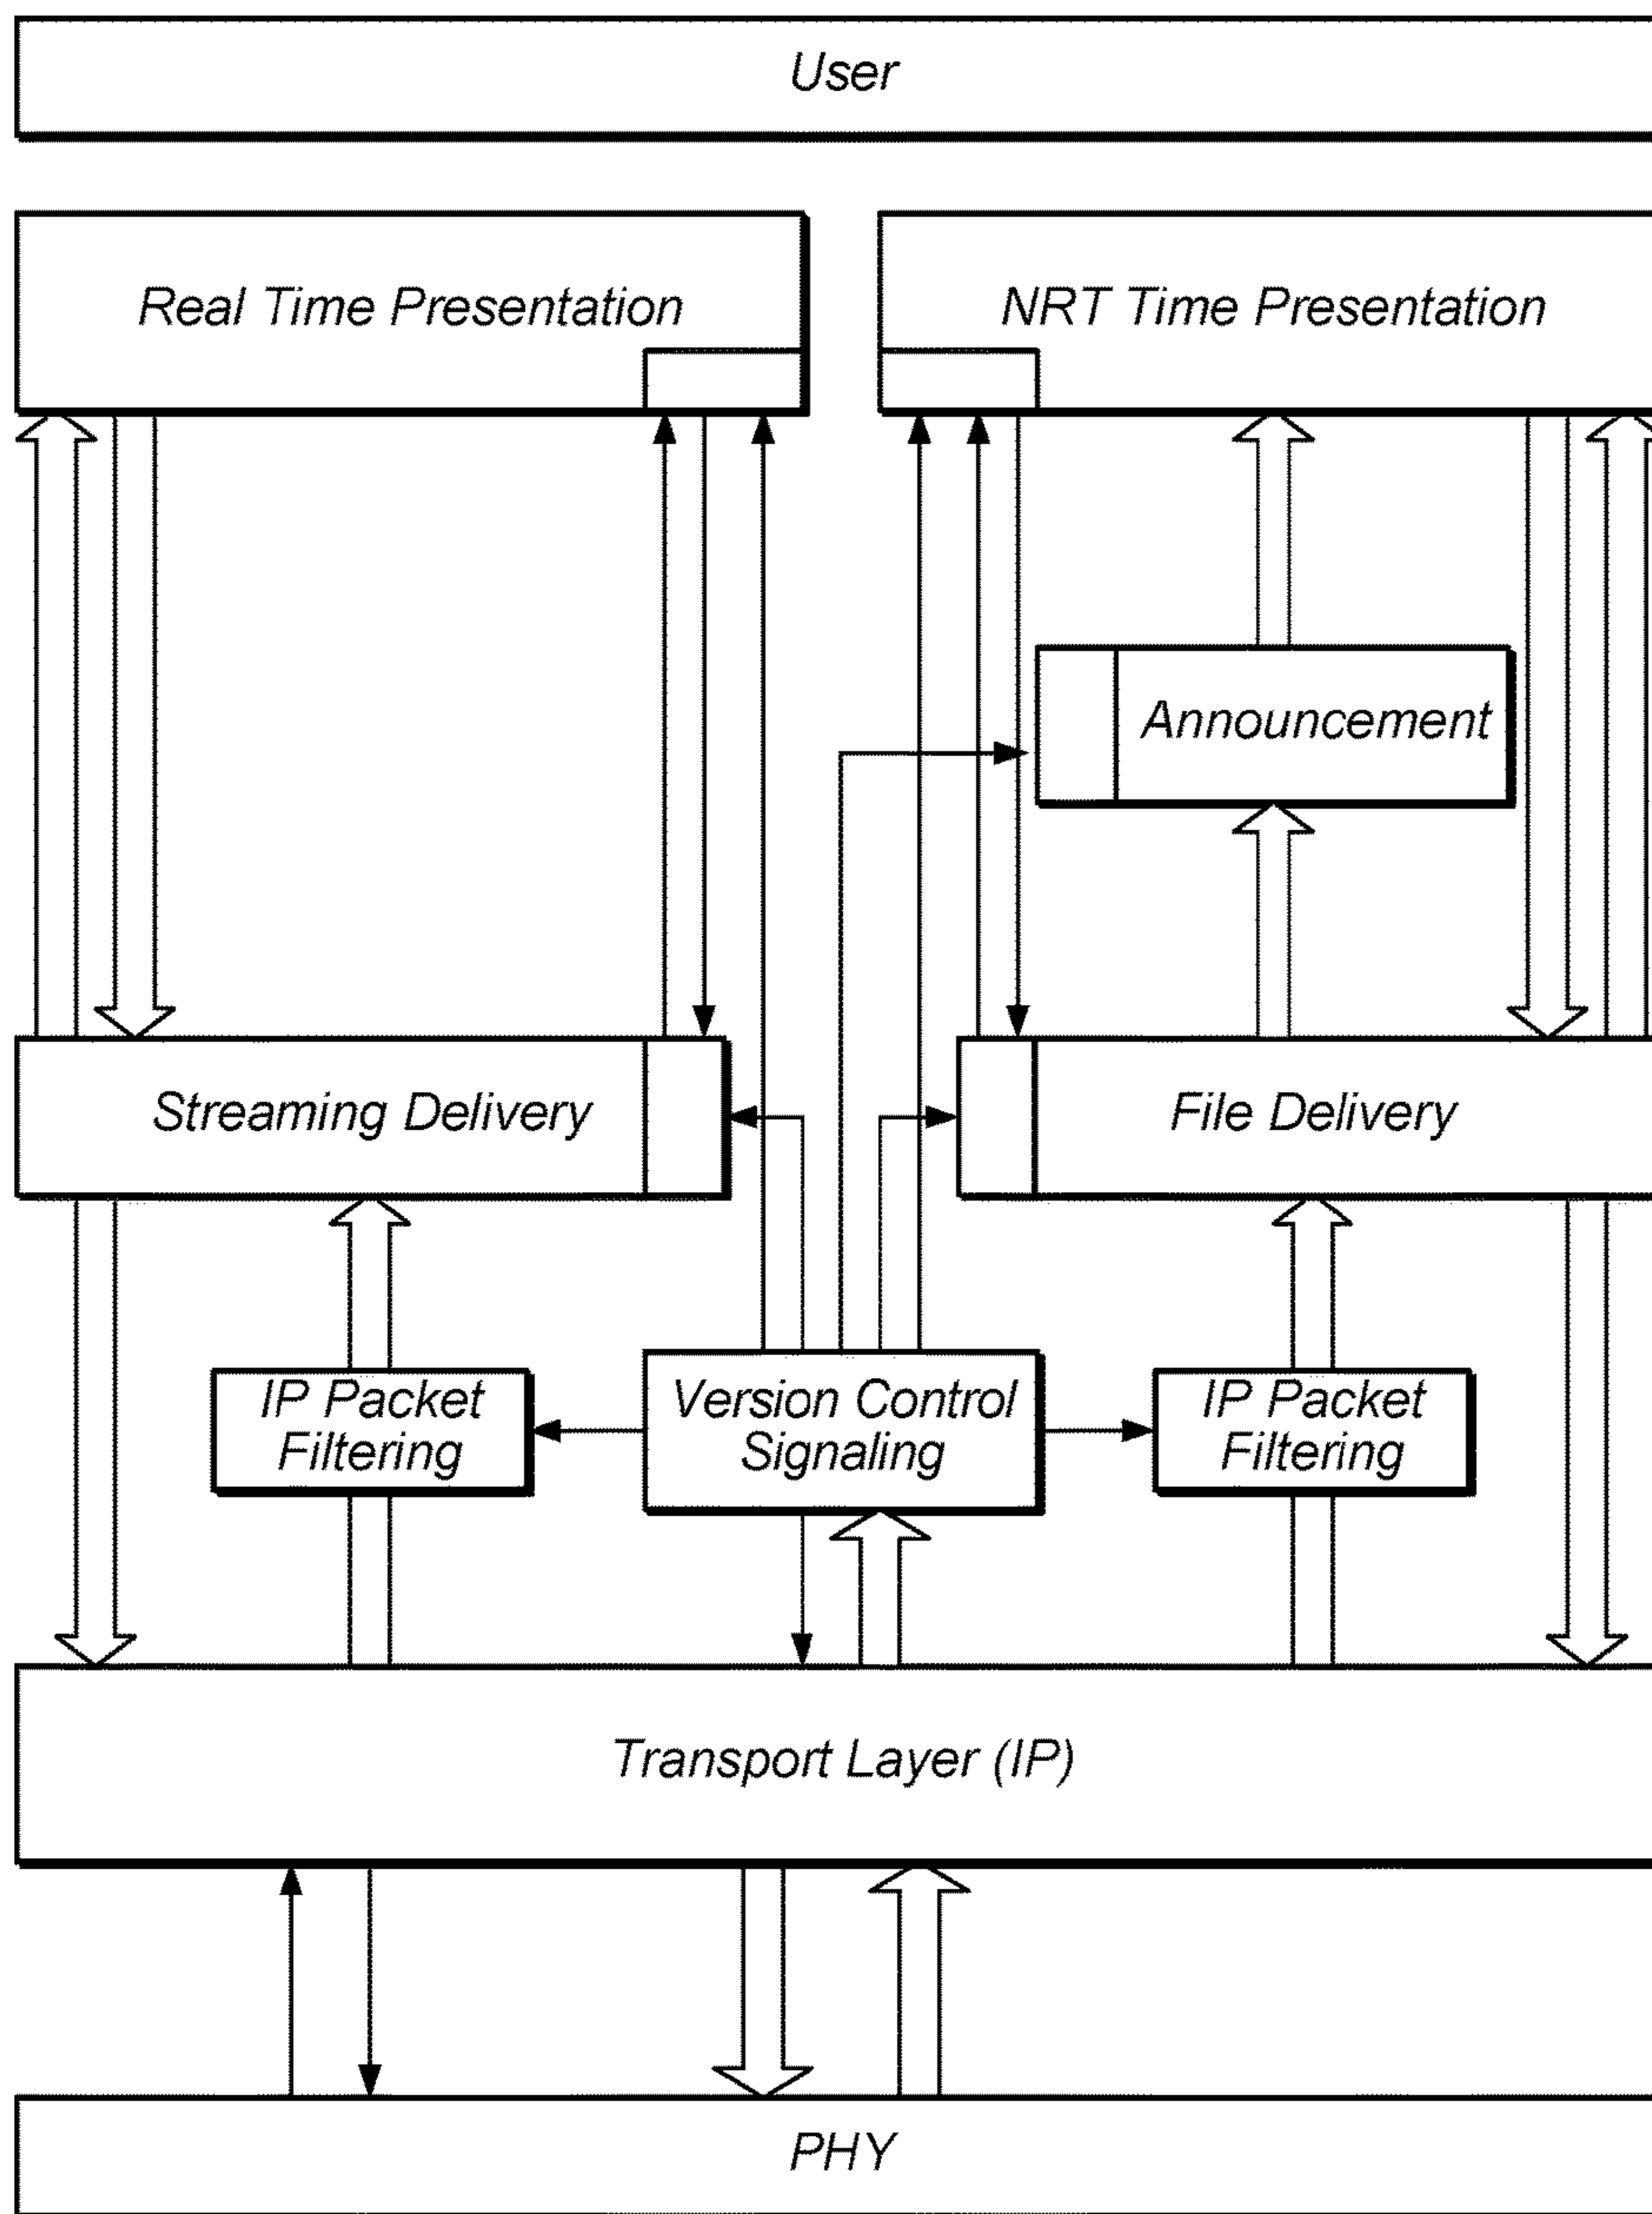 User
Real Time Presentation
NRT Time Presentation
Announcement
Streaming Delivery
File Delivery
IP Packet
Filtering
Version Control
Signaling
IP Packet
Filtering
Transport Layer (IP)
PHY